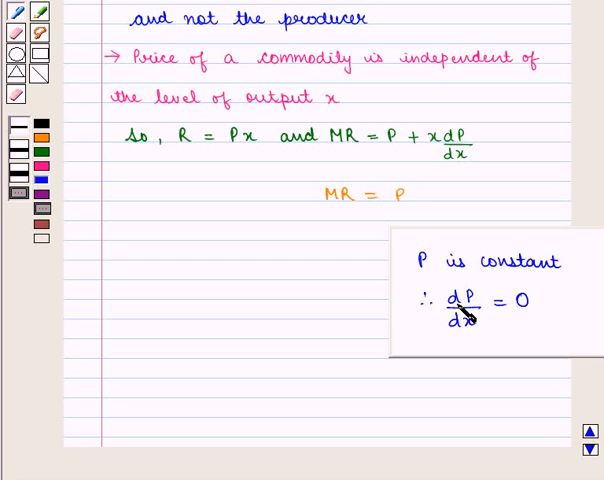 and not the producer
→ Price of a commodily is independent of
the level of output x
So, R = Px and MR = P + x dP/dx
MR = P
P is constant
∴ dP/dx = 0